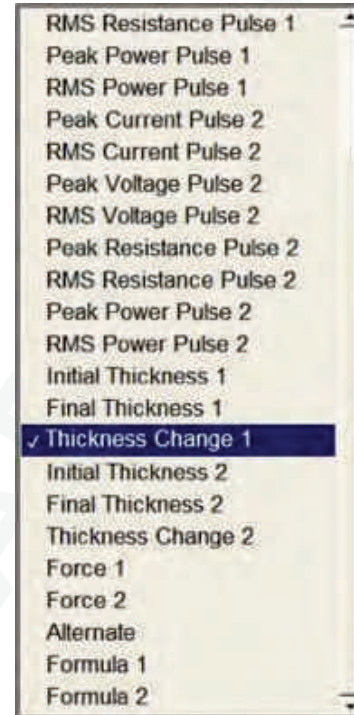 RMS Resistance Pulse 1
Peak Power Pulse 1
RMS Power Pulse 1
Peak Current Pulse 2
RMS Current Pulse 2
Peak Voltage Pulse 2
RMS Voltage Pulse 2
Peak Resistance Pulse 2
RMS Resistance Pulse 2
Peak Power Pulse 2
RMS Power Pulse 2
Initial Thickness 1
Final Thickness 1
✓ Thickness Change 1
Initial Thickness 2
Final Thickness 2
Thickness Change 2
Force 1
Force 2
Alternate
Formula 1
Formula 2